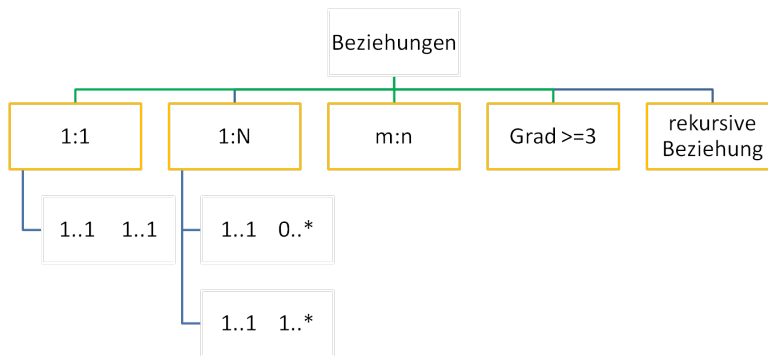 Beziehungen
1:1
1:N
m:n
Grad >=3
rekursive
Beziehung
1..1 1..1
1..1 0..*
1..1 1..*